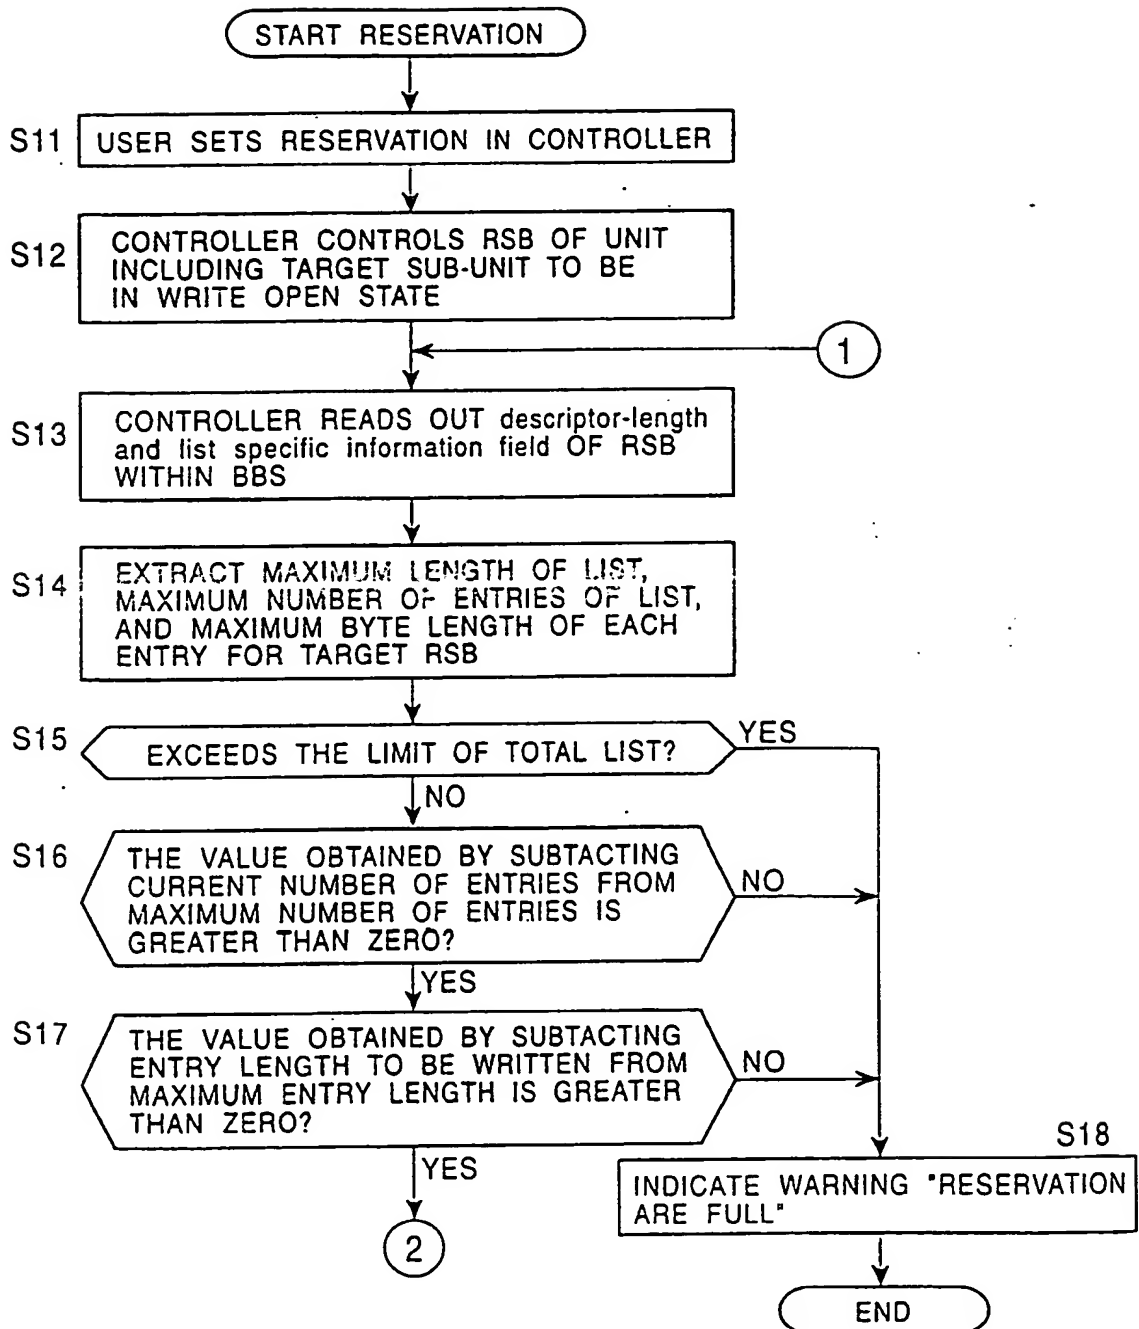 START RESERVATION
S11
USER SETS RESERVATION IN CONTROLLER
S12
CONTROLLER CONTROLS RSB OF UNIT
INCLUDING TARGET SUB-UNIT TO BE
IN WRITE OPEN STATE
1
S13
CONTROLLER READS OUT descriptor-length
and list specific information field OF RSB
WITHIN BBS
S14
EXTRACT MAXIMUM LENGTH OF LIST,
MAXIMUM NUMBER OF ENTRIES OF LIST,
AND MAXIMUM BYTE LENGTH OF EACH
ENTRY FOR TARGET RSB
S15
EXCEEDS THE LIMIT OF TOTAL LIST?
YES
NO
S16
THE VALUE OBTAINED BY SUBTACTING
CURRENT NUMBER OF ENTRIES FROM
MAXIMUM NUMBER OF ENTRIES IS
GREATER THAN ZERO?
NO
YES
S17
THE VALUE OBTAINED BY SUBTACTING
ENTRY LENGTH TO BE WRITTEN FROM
MAXIMUM ENTRY LENGTH IS GREATER
THAN ZERO?
NO
YES
2
S18
INDICATE WARNING "RESERVATION
ARE FULL"
END